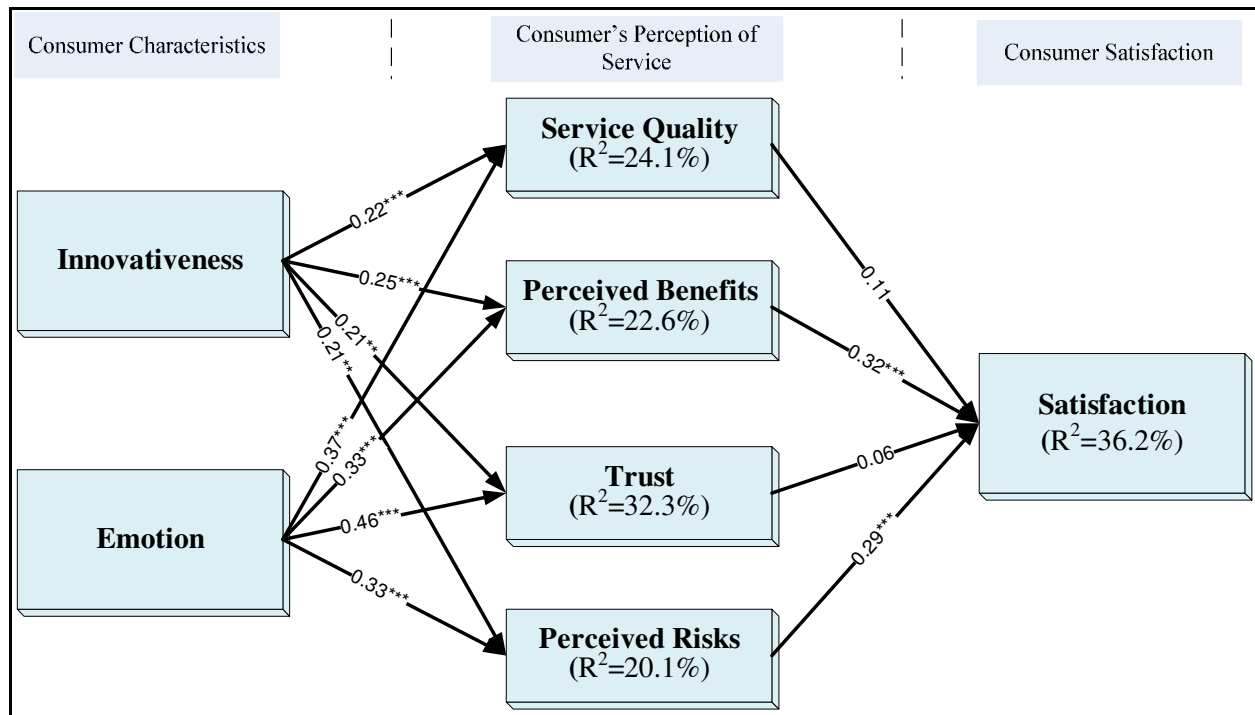 Consumer Characteristics
Consumer's Perception of
Service
Consumer Satisfaction
Service Quality
(R²=24.1%)
Innovativeness
Perceived Benefits
(R²=22.6%)
Satisfaction
(R²=36.2%)
Trust
(R²=32.3%)
Emotion
Perceived Risks
(R²=20.1%)
0.22***
0.25***
0.21**
0.21**
0.37***
0.33***
0.46***
0.33***
0.11
0.32***
0.06
0.29***